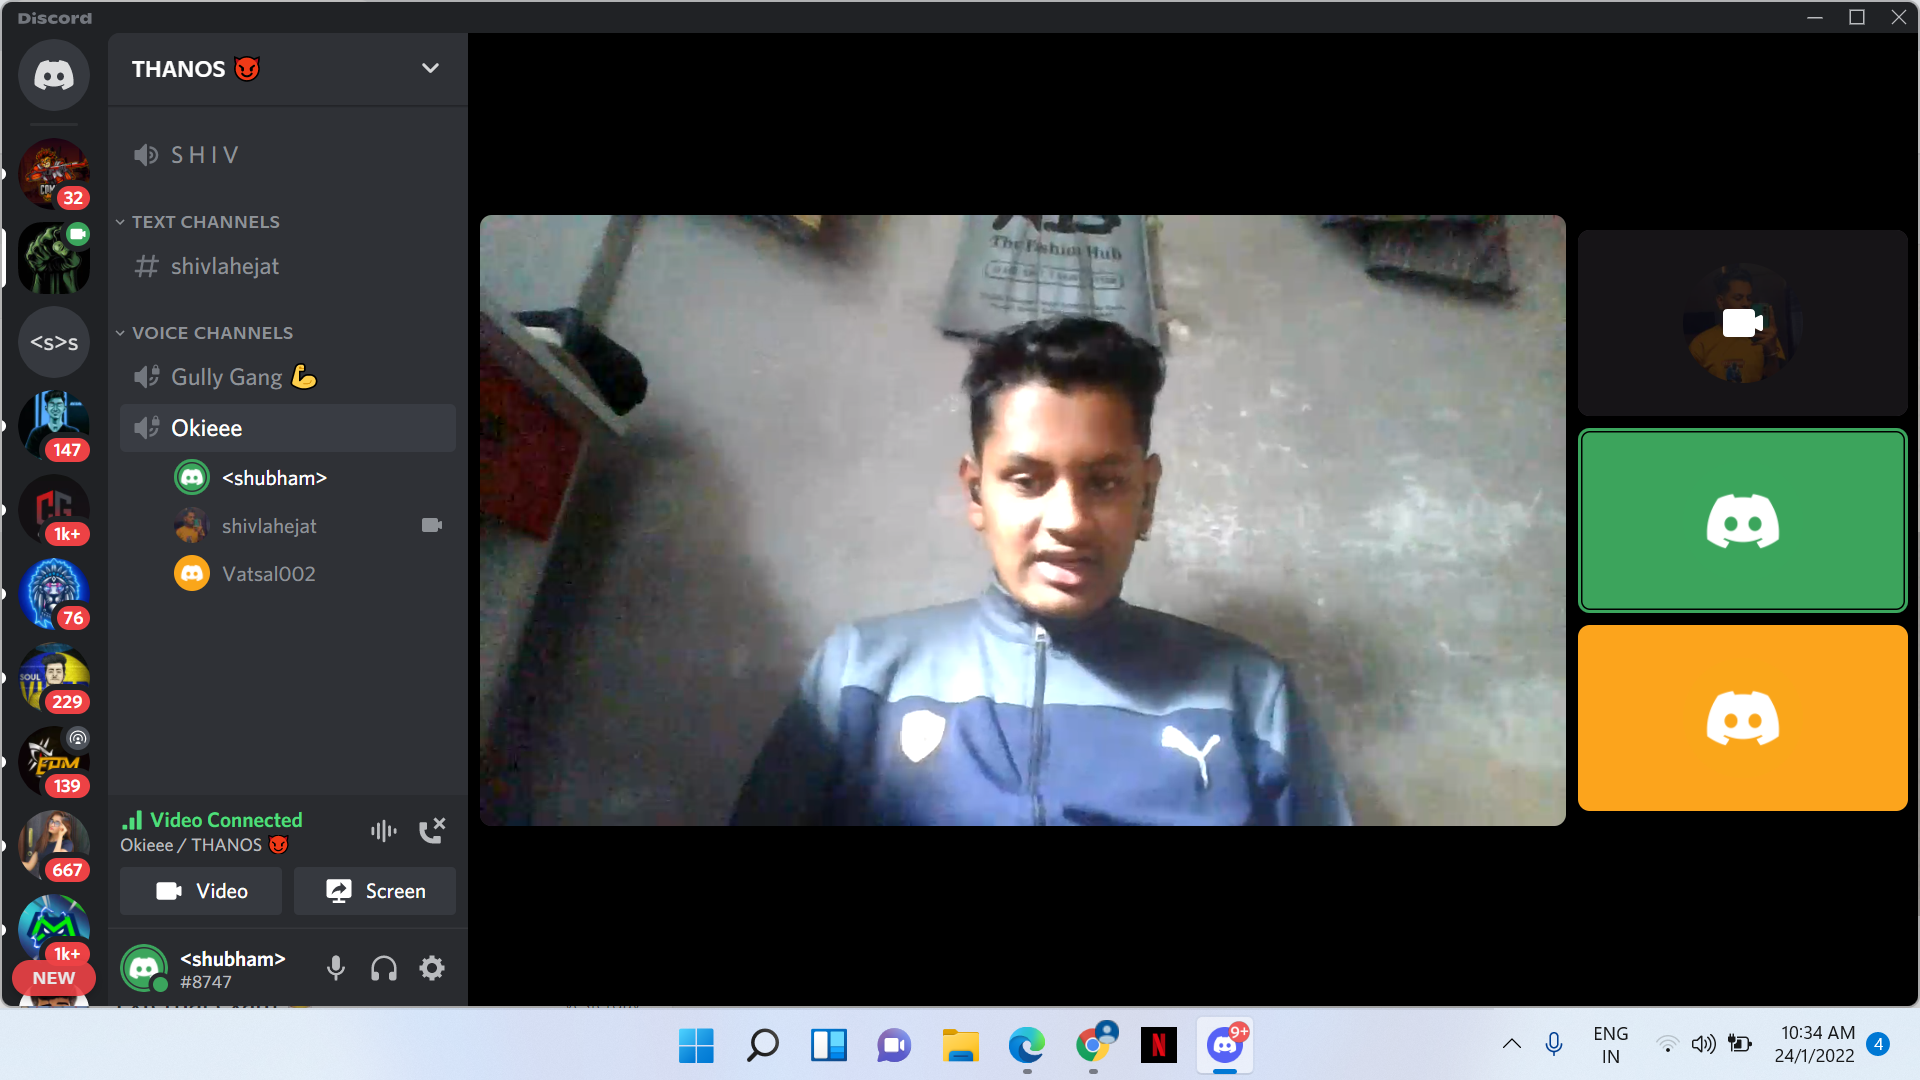 Discord
THANOS 😈
S H I V
TEXT CHANNELS
shivlahejat
VOICE CHANNELS
Gully Gang 💪
Okieee
<shubham>
shivlahejat
Vatsal002
32
<s>s
147
CG
1k+
76
SOUL
229
139
667
1k+
NEW
Video Connected
Okieee / THANOS 😈
Video
Screen
<shubham>
#8747
The Fashion Hub
N
9+
ENG
IN
10:34 AM
24/1/2022
4